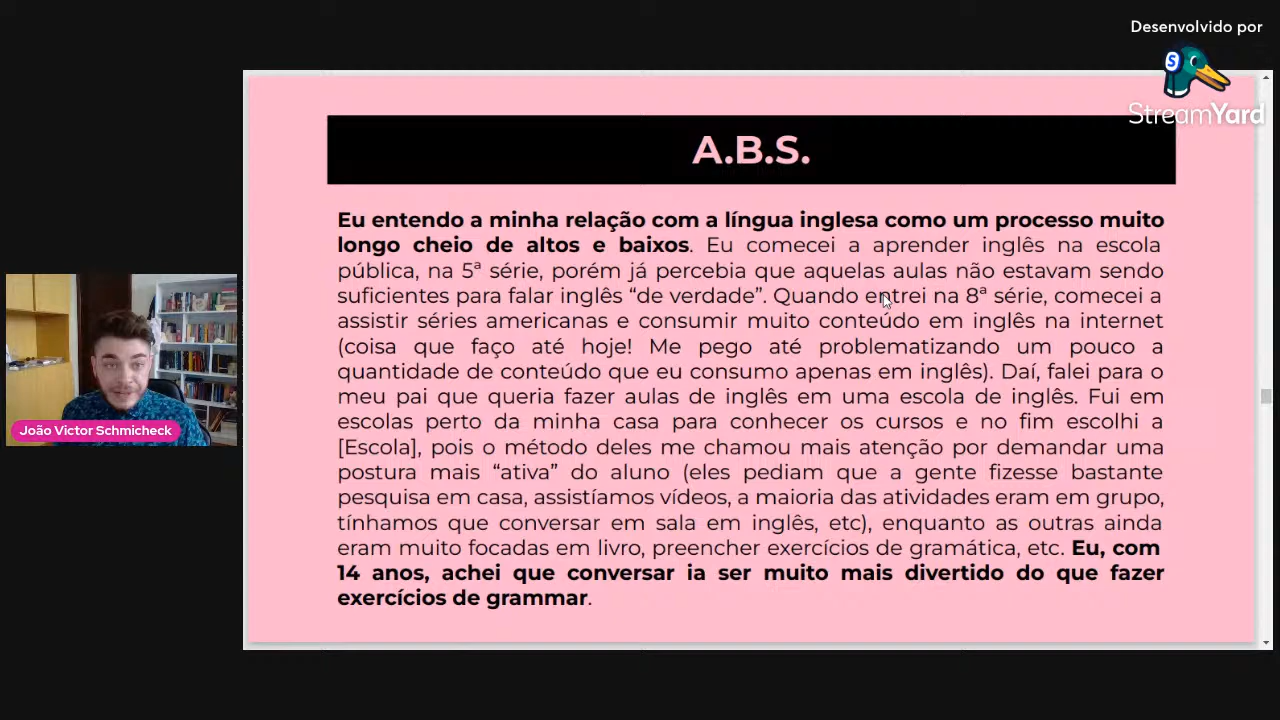 Desenvolvido por
StreamYard
A.B.S.
Eu entendo a minha relação com a língua inglesa como um processo muito
longo cheio de altos e baixos. Eu comecei a aprender inglês na escola
pública, na 5ª série, porém já percebia que aquelas aulas não estavam sendo
suficientes para falar inglês “de verdade”. Quando entrei na 8ª série, comecei a
assistir séries americanas e consumir muito conteúdo em inglês na internet
(coisa que faço até hoje! Me pego até problematizando um pouco a
quantidade de conteúdo que eu consumo apenas em inglês). Daí, falei para o
meu pai que queria fazer aulas de inglês em uma escola de inglês. Fui em
escolas perto da minha casa para conhecer os cursos e no fim escolhi a
[Escola], pois o método deles me chamou mais atenção por demandar uma
postura mais “ativa” do aluno (eles pediam que a gente fizesse bastante
pesquisa em casa, assistíamos vídeos, a maioria das atividades eram em grupo,
tínhamos que conversar em sala em inglês, etc), enquanto as outras ainda
eram muito focadas em livro, preencher exercícios de gramática, etc. Eu, com
14 anos, achei que conversar ia ser muito mais divertido do que fazer
exercícios de grammar.
João Victor Schmicheck